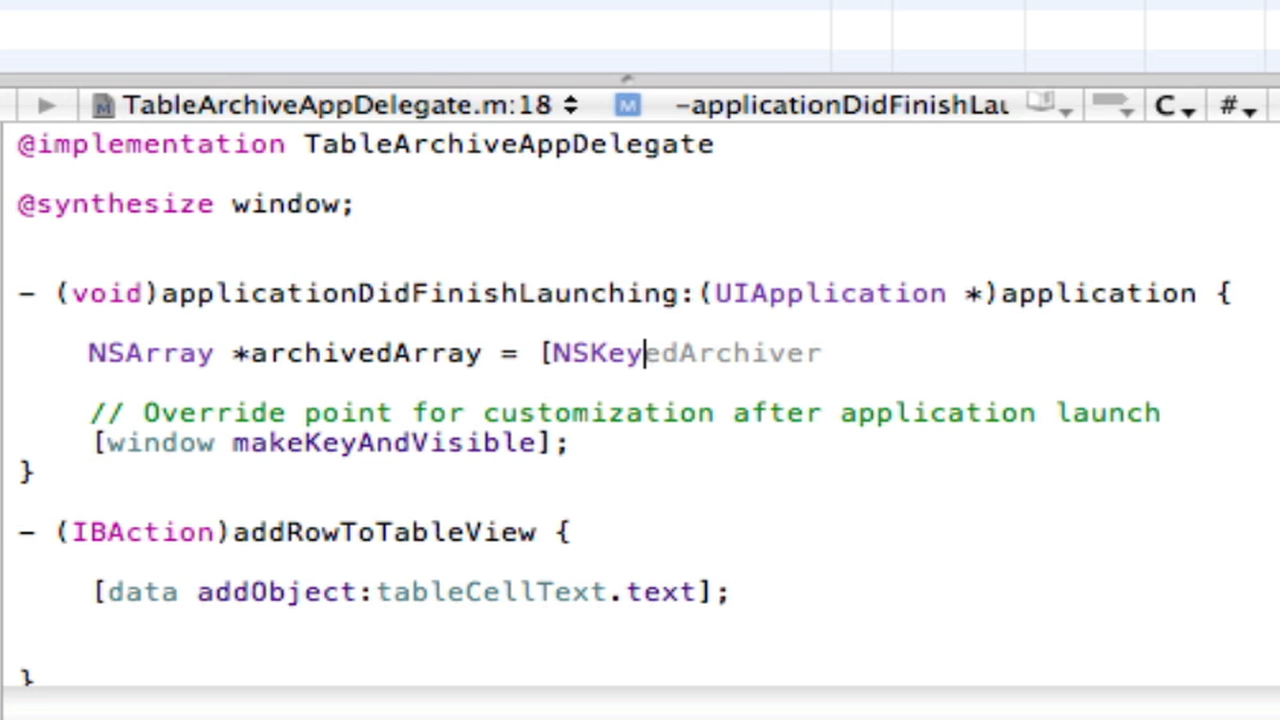 TableArchiveAppDelegate.m:18 M -applicationDidFinishLau C #
@implementation TableArchiveAppDelegate
@synthesize window;
- (void)applicationDidFinishLaunching:(UIApplication *)application {
NSArray *archivedArray = [NSKeyedArchiver
// Override point for customization after application launch
[window makeKeyAndVisible];
}
- (IBAction)addRowToTableView {
[data addObject:tableCellText.text];
}